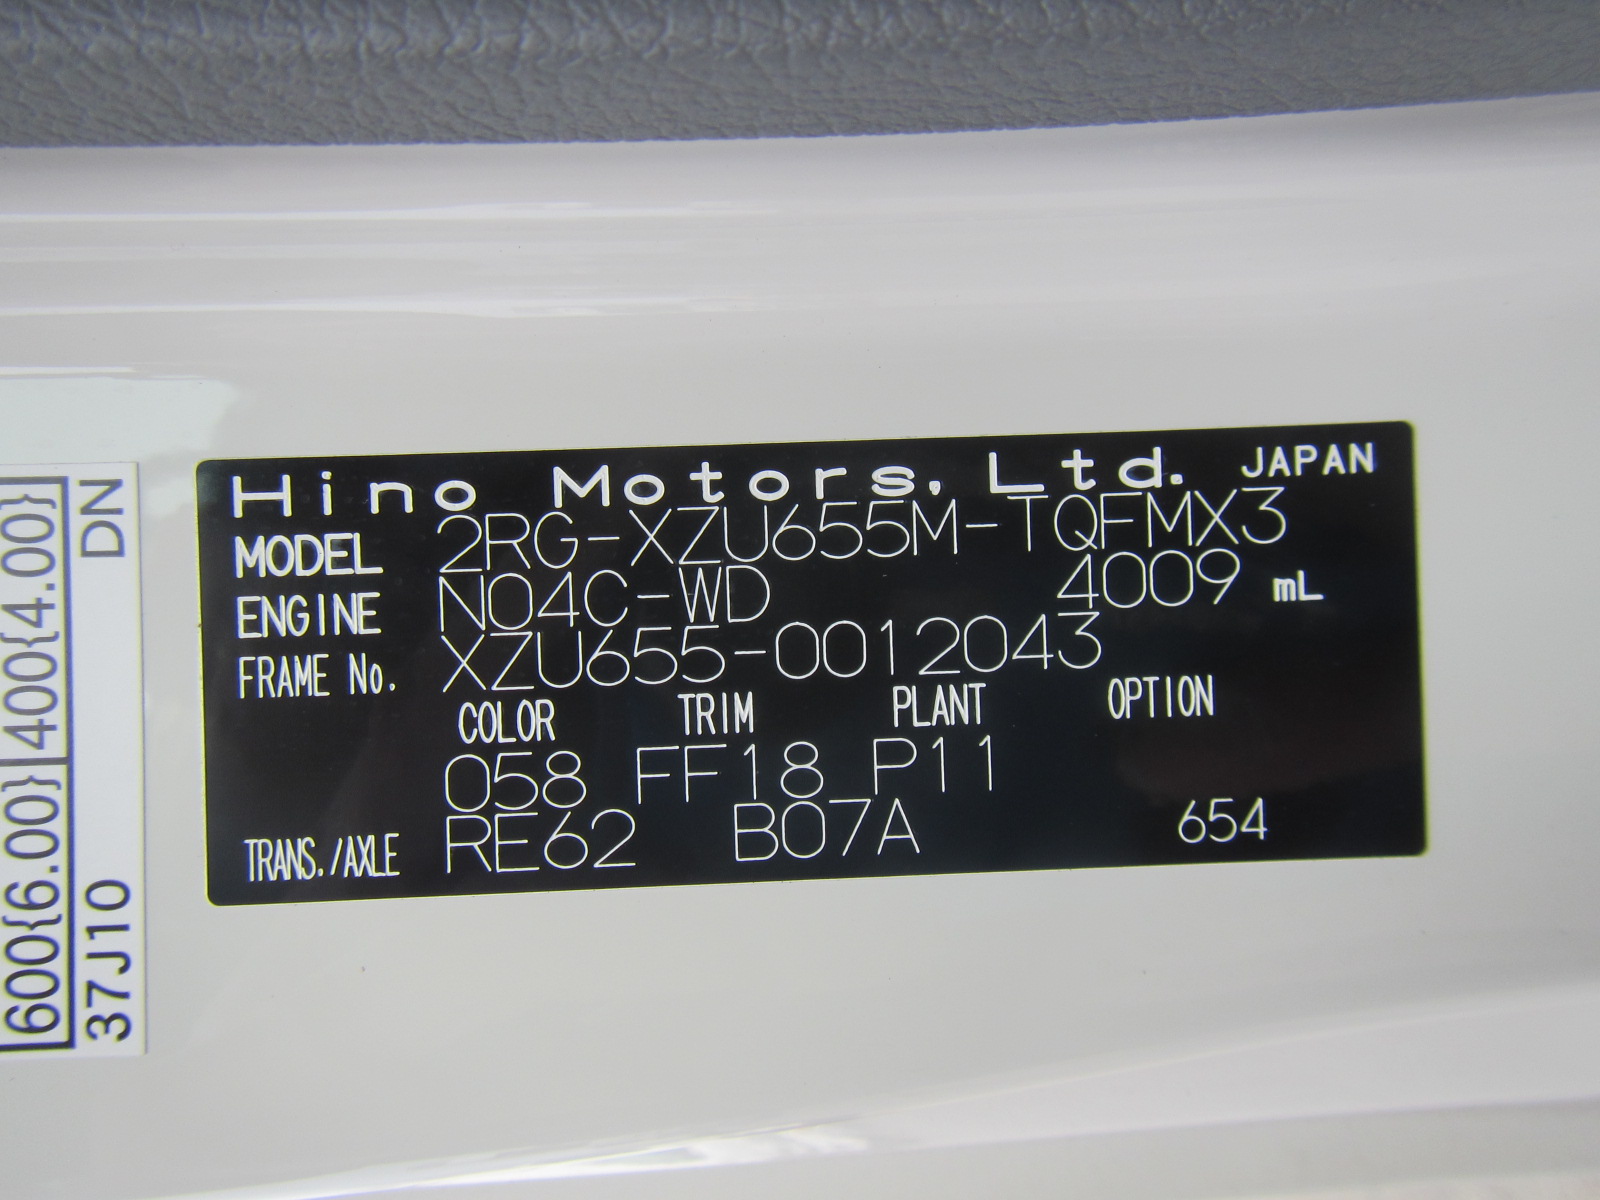 Hino Motors, Ltd. JAPAN
MODEL 2RG-XZU655M-TQFMX3
ENGINE N04C-WD 4009 mL
FRAME No. XZU655-0012043
COLOR TRIM PLANT OPTION
058 FF18 P11
TRANS./AXLE RE62 B07A 654
600{6.00} 400{4.00}
37J10 DN